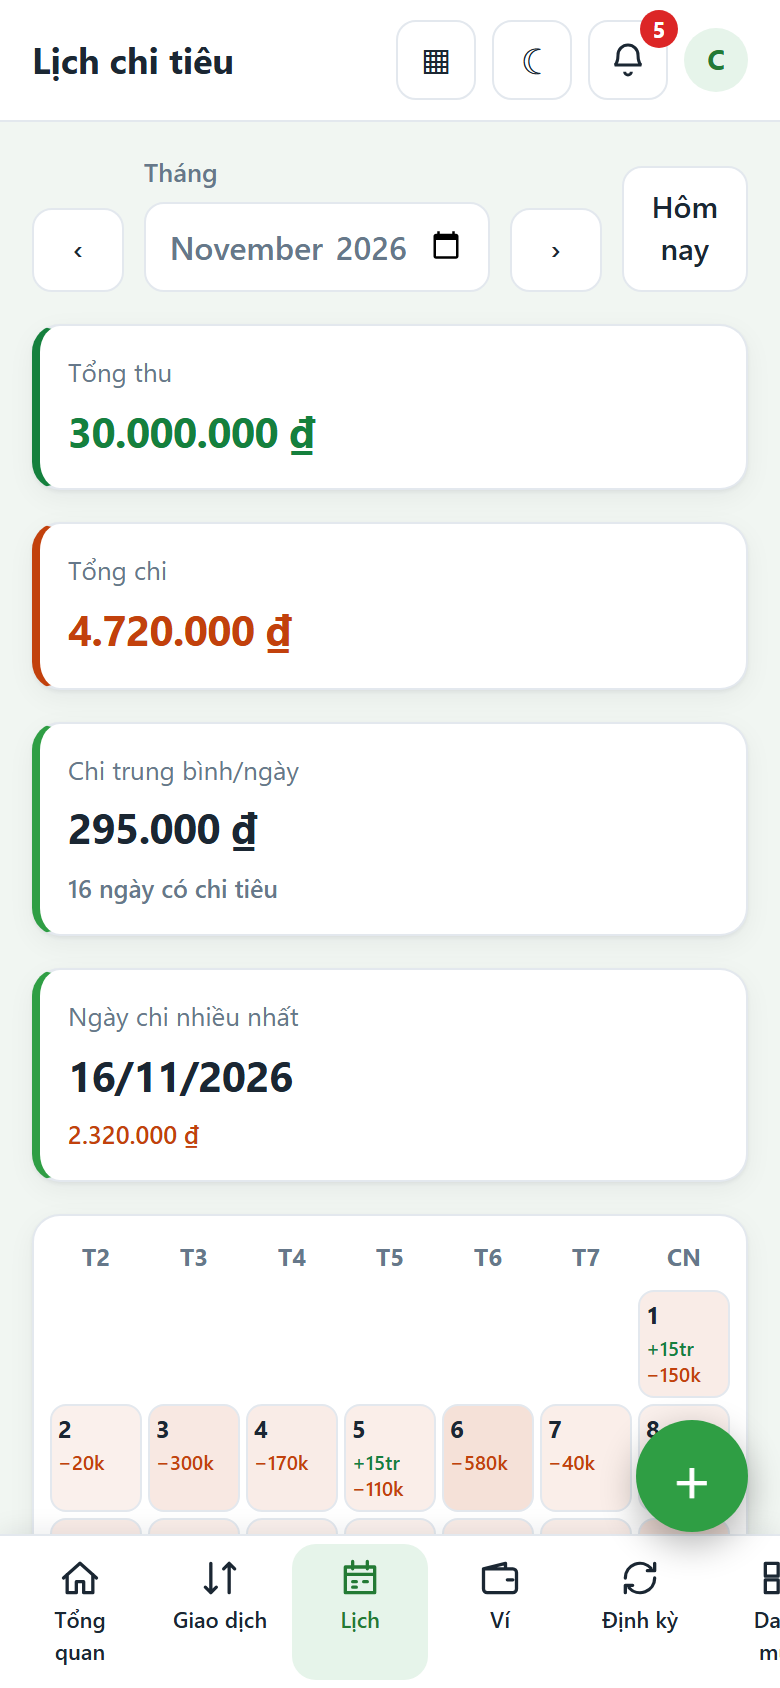 Lịch chi tiêu
5
C
Tháng
‹
November 2026
›
Hôm
nay
Tổng thu
30.000.000 ₫
Tổng chi
4.720.000 ₫
Chi trung bình/ngày
295.000 ₫
16 ngày có chi tiêu
Ngày chi nhiều nhất
16/11/2026
2.320.000 ₫
T2 T3 T4 T5 T6 T7 CN
1
+15tr
−150k
2 3 4 5 6 7 8
−20k −300k −170k +15tr −580k −40k
−110k
+
Tổng
quan
Giao dịch
Lịch
Ví
Định kỳ